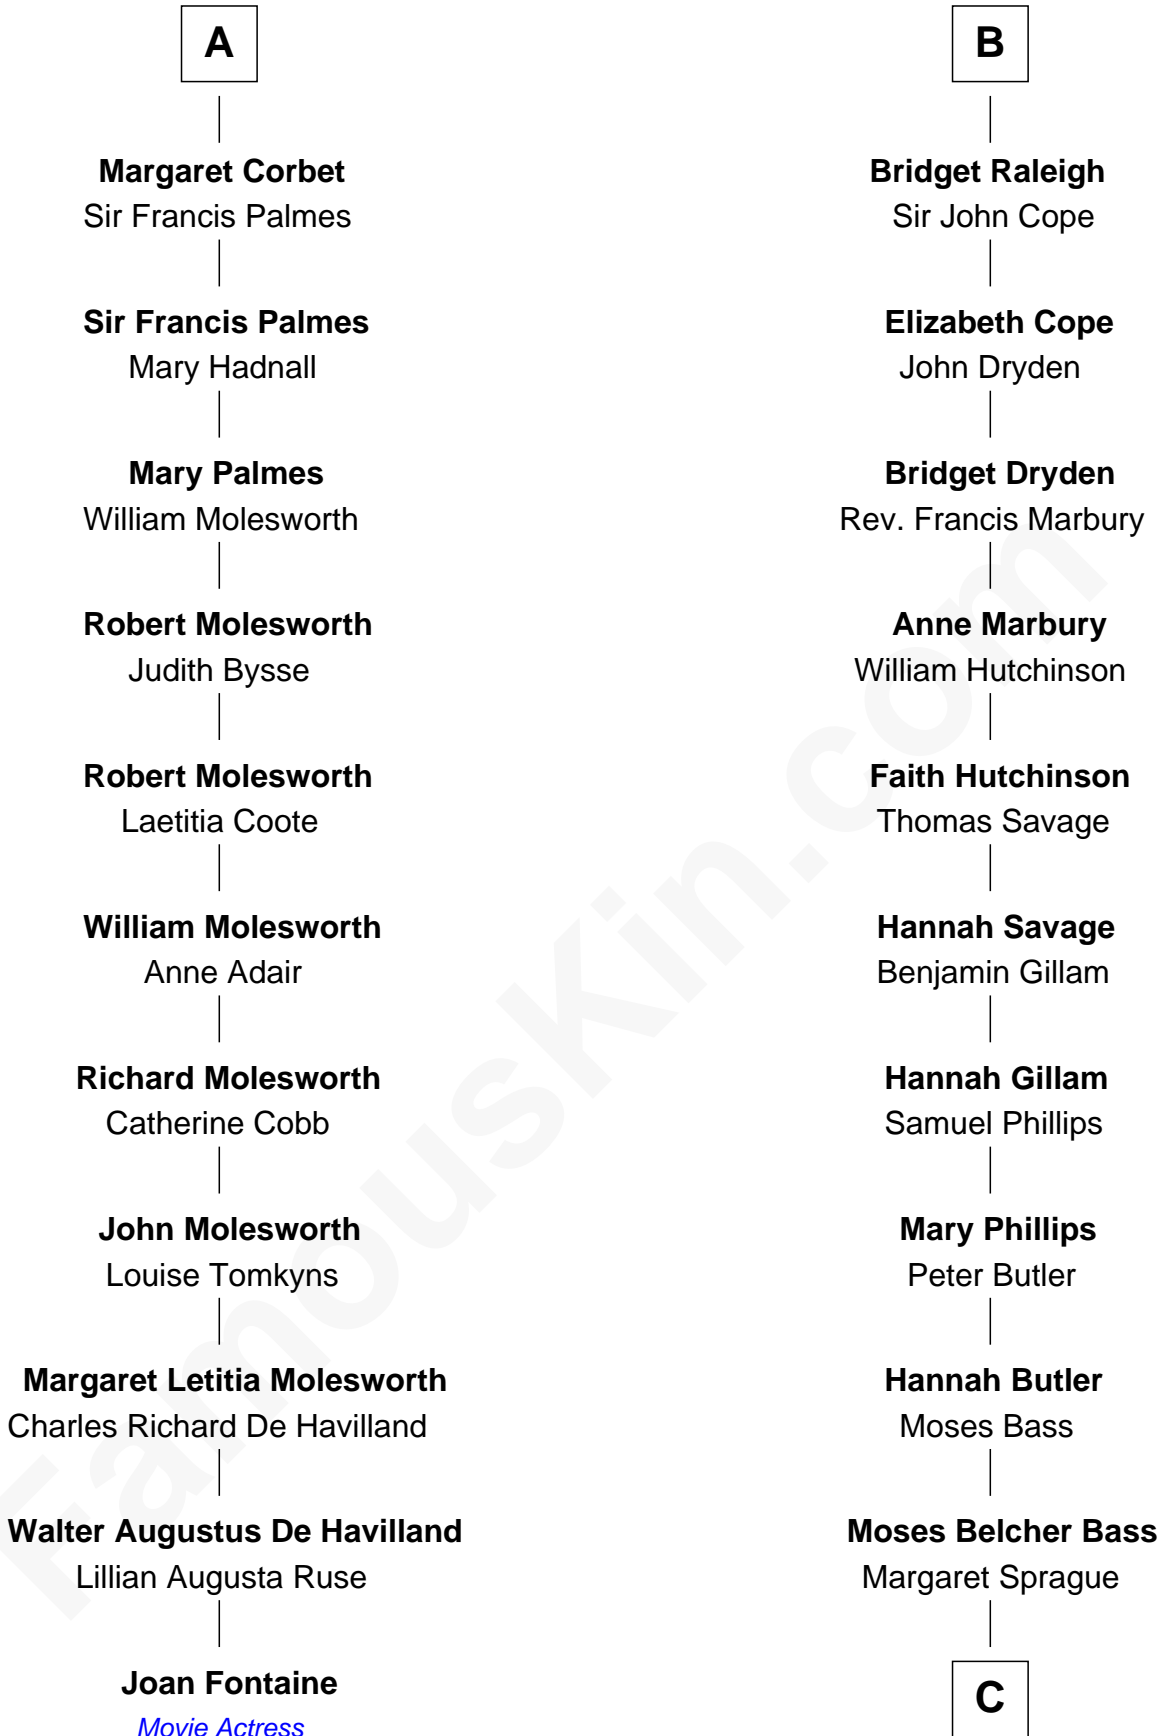 A
Margaret Corbet
Sir Francis Palmes
Sir Francis Palmes
Mary Hadnall
Mary Palmes
William Molesworth
Robert Molesworth
Judith Bysse
Robert Molesworth
Laetitia Coote
William Molesworth
Anne Adair
Richard Molesworth
Catherine Cobb
John Molesworth
Louise Tomkyns
Margaret Letitia Molesworth
Charles Richard De Havilland
Walter Augustus De Havilland
Lillian Augusta Ruse
Joan Fontaine
Movie Actress
B
Bridget Raleigh
Sir John Cope
Elizabeth Cope
John Dryden
Bridget Dryden
Rev. Francis Marbury
Anne Marbury
William Hutchinson
Faith Hutchinson
Thomas Savage
Hannah Savage
Benjamin Gillam
Hannah Gillam
Samuel Phillips
Mary Phillips
Peter Butler
Hannah Butler
Moses Bass
Moses Belcher Bass
Margaret Sprague
C
FamousKin.com